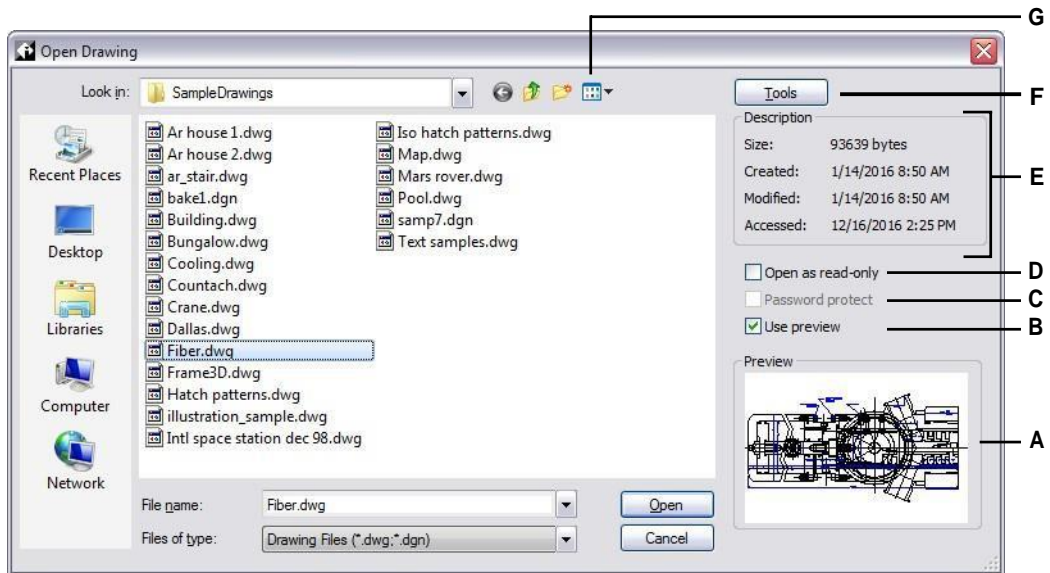 G
Open Drawing
Look in:
SampleDrawings
Tools
F
Recent Places
Desktop
Libraries
Computer
Network
Ar house 1.dwg
Ar house 2.dwg
ar_stair.dwg
bake1.dgn
Building.dwg
Bungalow.dwg
Cooling.dwg
Countach.dwg
Crane.dwg
Dallas.dwg
Fiber.dwg
Frame3D.dwg
Hatch patterns.dwg
illustration_sample.dwg
Intl space station dec 98.dwg
Iso hatch patterns.dwg
Map.dwg
Mars rover.dwg
Pool.dwg
samp7.dgn
Text samples.dwg
Description
Size: 93639 bytes
Created: 1/14/2016 8:50 AM
Modified: 1/14/2016 8:50 AM
Accessed: 12/16/2016 2:25 PM
E
Open as read-only
D
Password protect
C
Use preview
B
Preview
A
File name: Fiber.dwg
Open
Files of type: Drawing Files (*.dwg;*.dgn)
Cancel